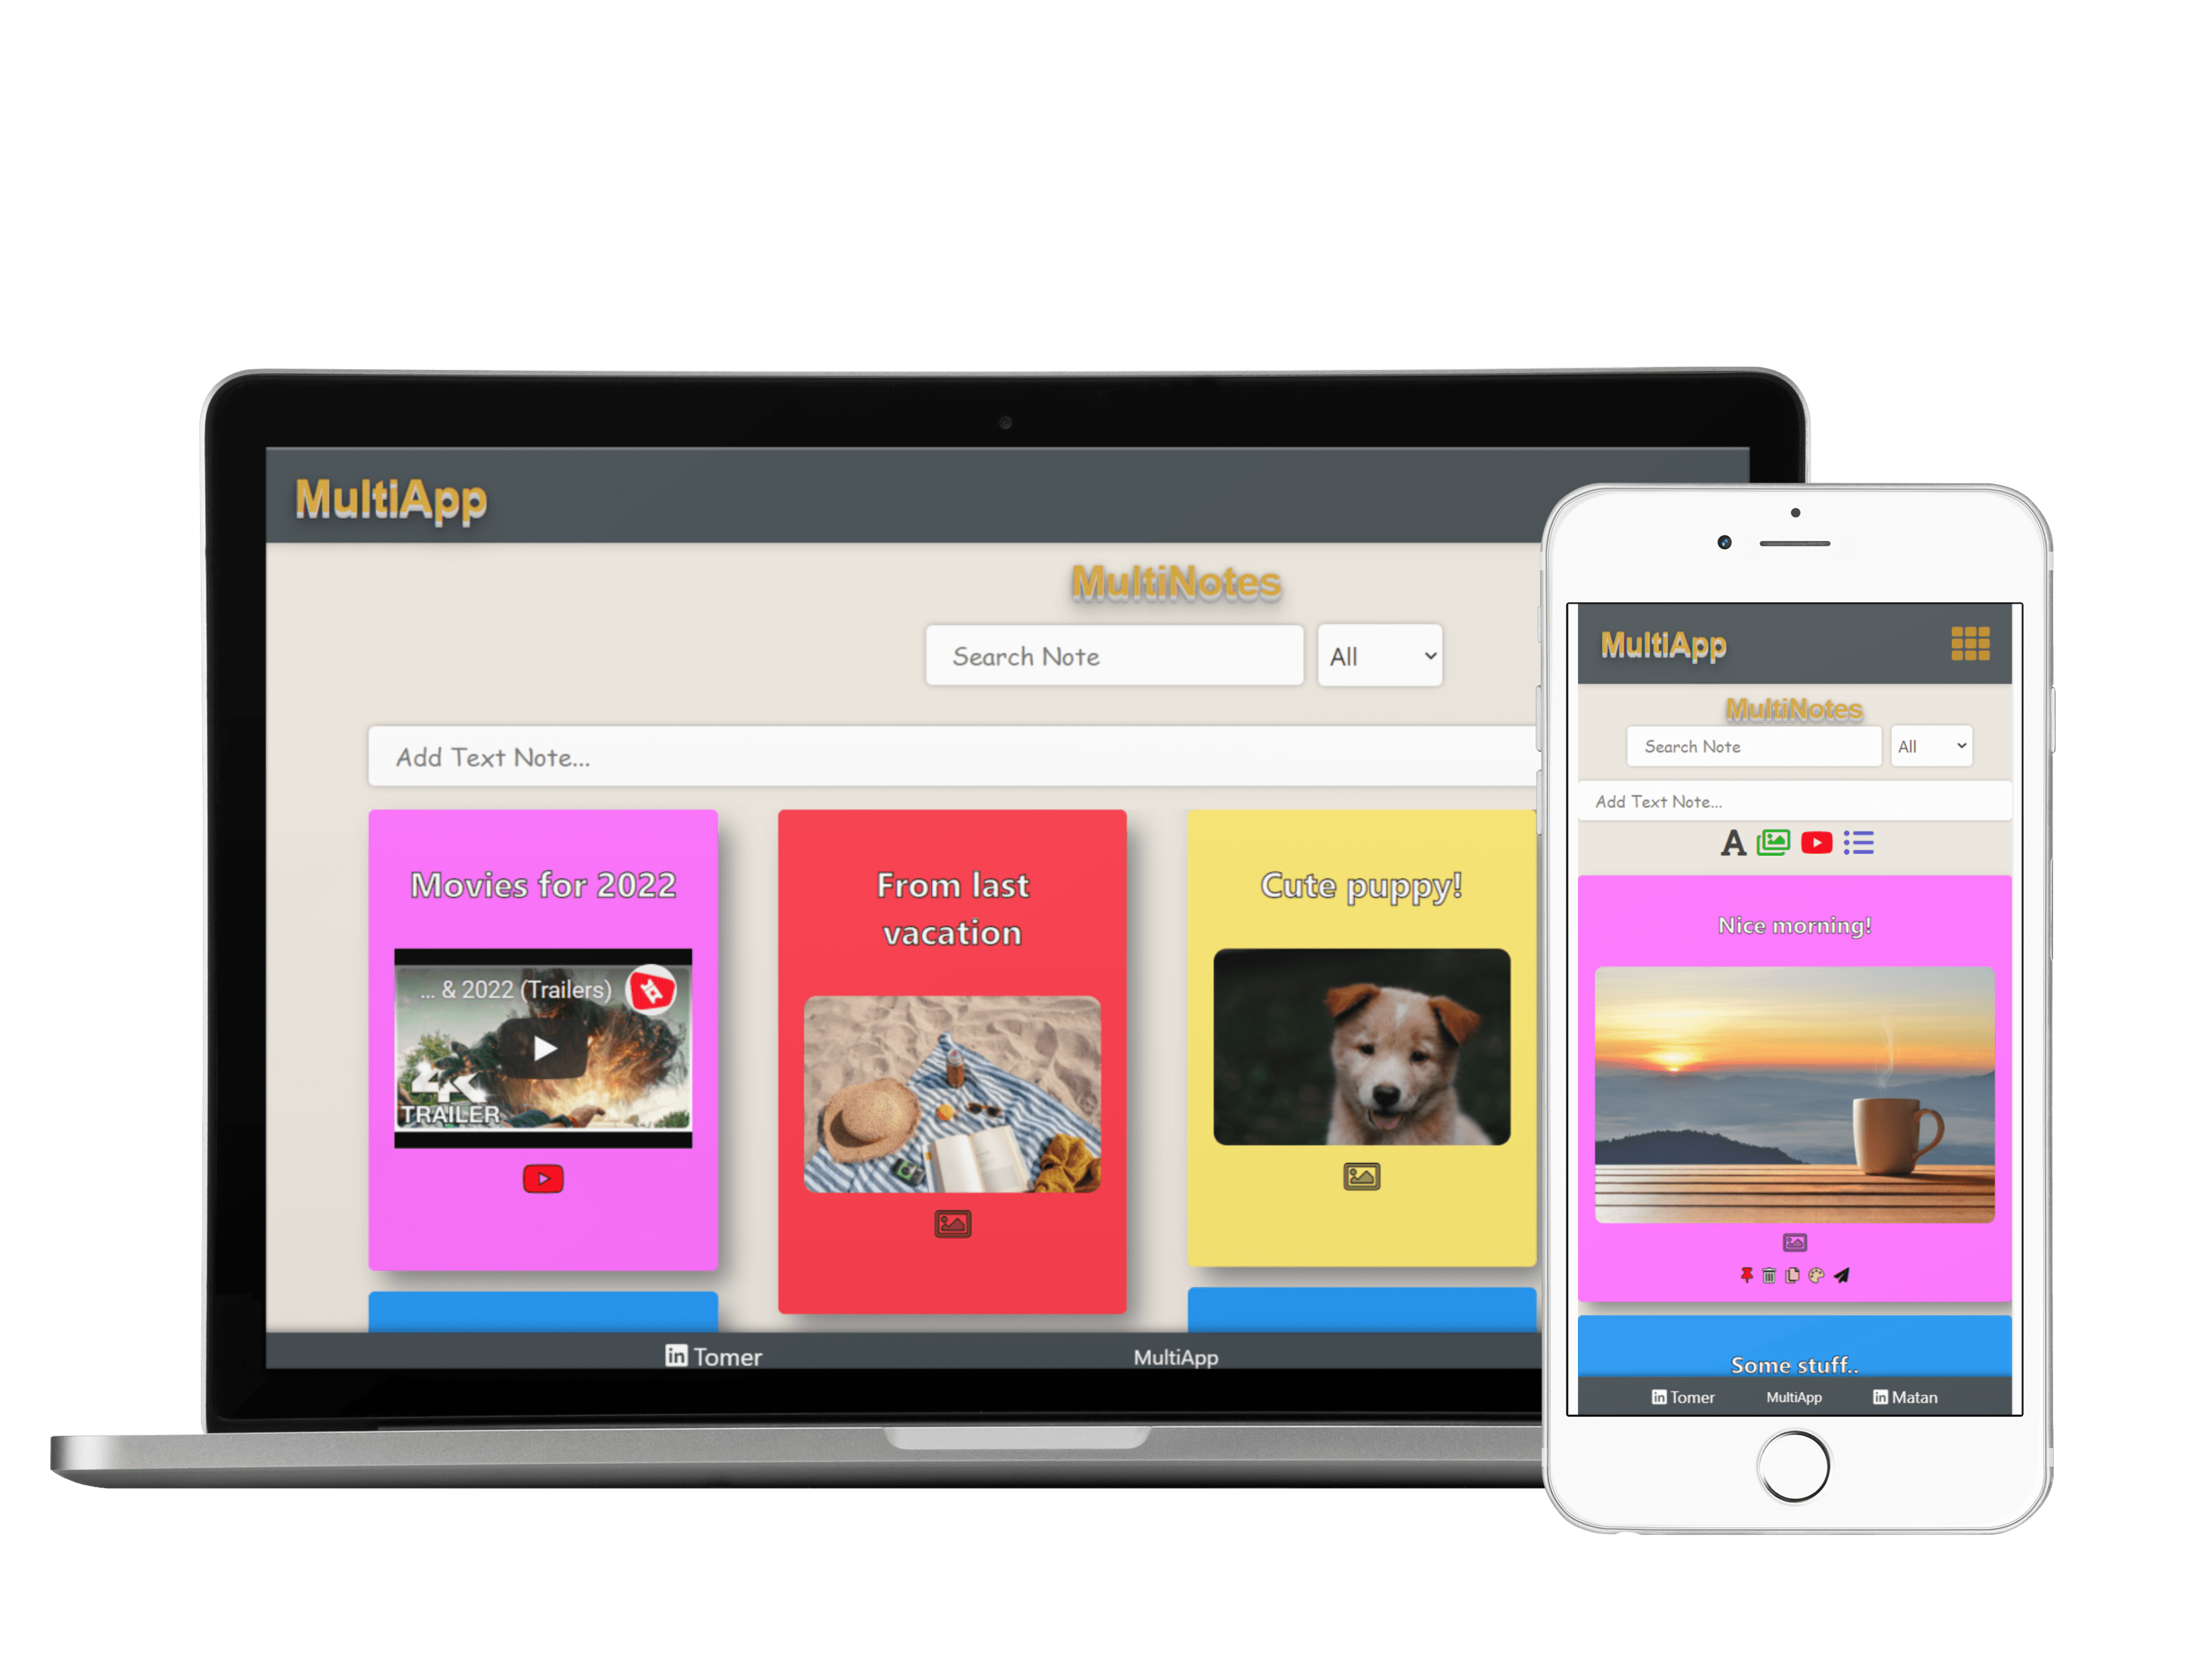 MultiApp
MultiNotes
Search Note
All
Add Text Note...
Movies for 2022
... & 2022 (Trailers)
4K
TRAILER
From last
vacation
Cute puppy!
Tomer
MultiApp
MultiApp
MultiNotes
Search Note
All
Add Text Note...
A
Nice morning!
Some stuff..
Tomer
MultiApp
Matan